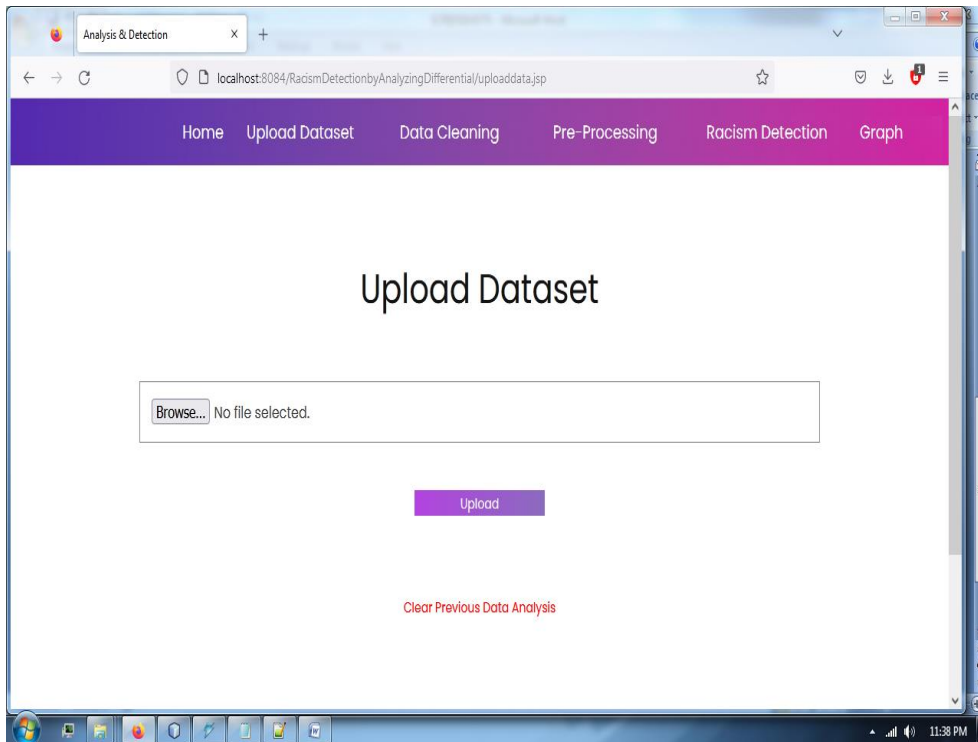 Analysis & Detection X +
localhost:8084/RacismDetectionbyAnalyzingDifferential/uploaddata.jsp
Home Upload Dataset Data Cleaning Pre-Processing Racism Detection Graph
Upload Dataset
Browse... No file selected.
Upload
Clear Previous Data Analysis
11:38 PM